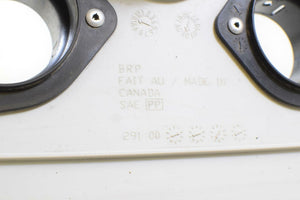 BRP
FAIT AU / MADE IN
CANADA
SAE PP
291 00